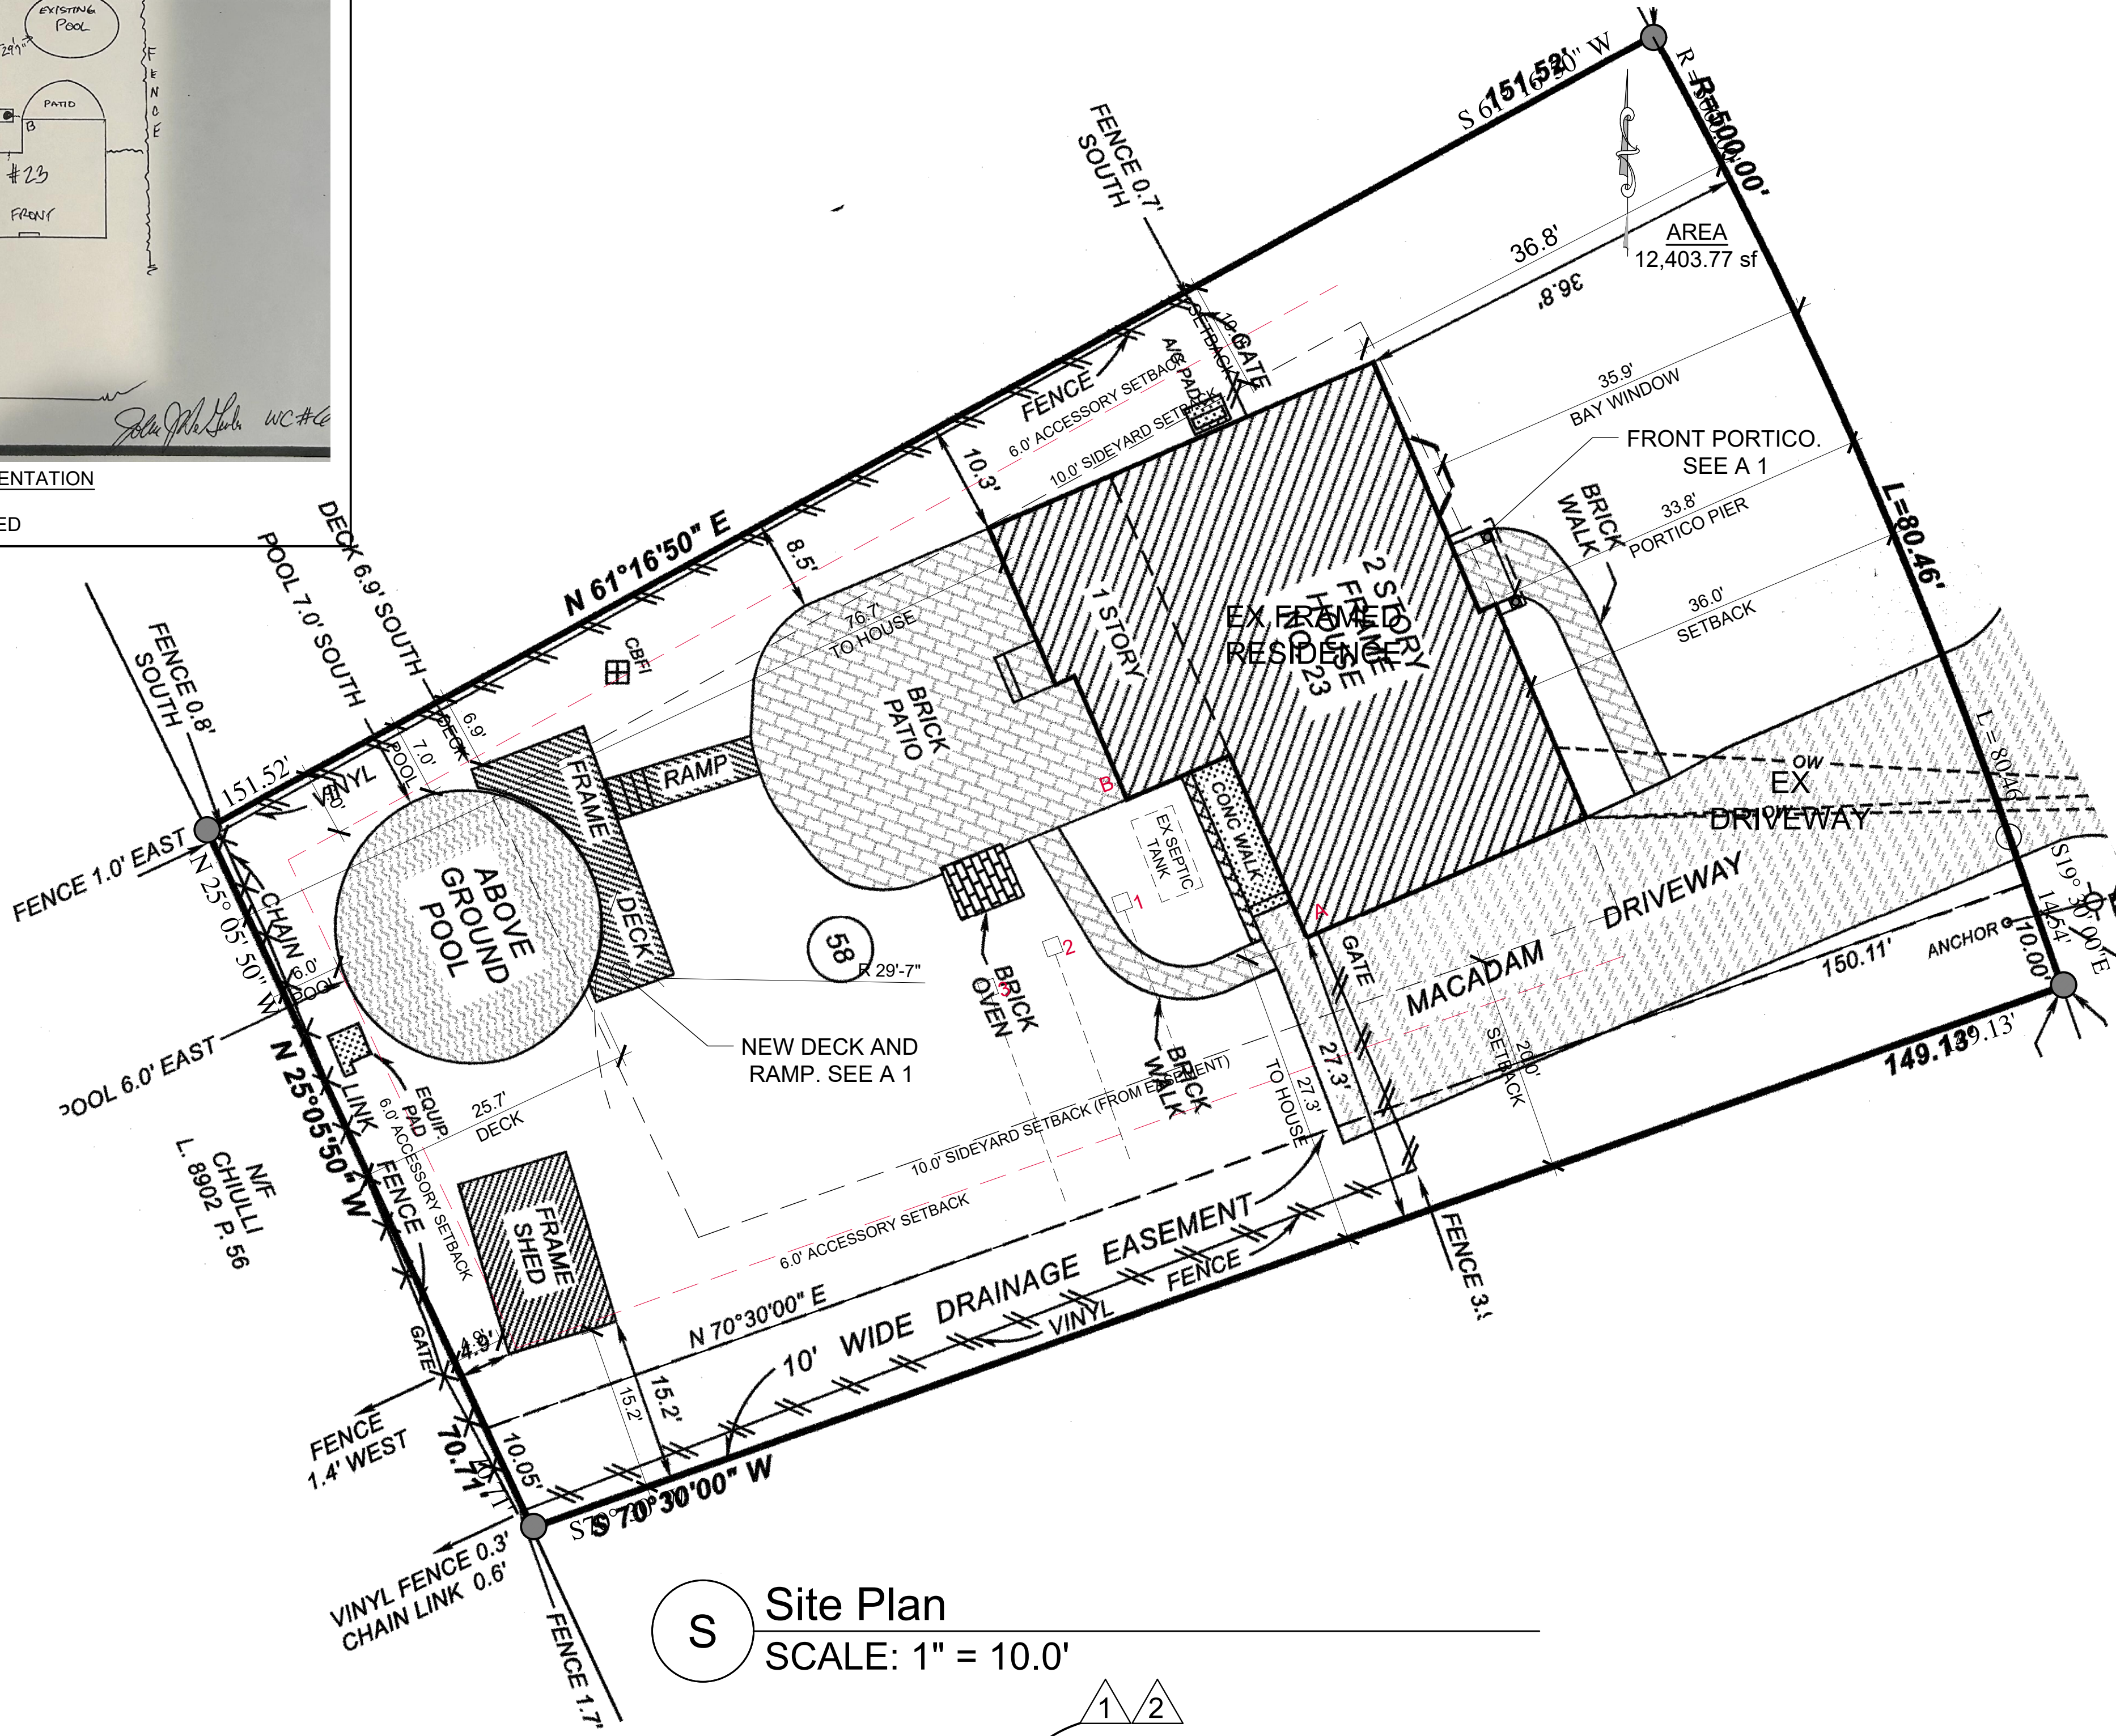 EXISTING
POOL
29'7"
FENCE
PATIO
B
#23
FRONT
ENTATION
ED
S 61° 16' 50" W
151.52'
R=500.00'
AREA
12,403.77 sf
FENCE 0.7'
SOUTH
36.8'
36.8'
GATE
10.0'
SETBACK
A/C PAD
FENCE
6.0' ACCESSORY SETBACK
10.0' SIDEYARD SETBACK
35.9'
BAY WINDOW
FRONT PORTICO.
SEE A 1
BRICK
WALK
33.8'
PORTICO PIER
36.0'
SETBACK
L=80.46'
L = 80.46'
10.3'
8.5'
N 61°16'50" E
DECK 6.9' SOUTH
POOL 7.0' SOUTH
FENCE 0.8'
SOUTH
CBFI
76.7'
TO HOUSE
1 STORY
2 STORY
FRAME
HOUSE
NO. 23
EX FRAMED
RESIDENCE
BRICK
PATIO
6.9'
DECK
7.0'
POOL
FRAME
DECK
RAMP
151.52'
VINYL
FENCE 1.0' EAST
N 25° 05' 50" W
CHAIN
LINK
FENCE
ABOVE
GROUND
POOL
B
EX SEPTIC
TANK
CONC WALK
A
1
2
3
58
R 29'-7"
BRICK
OVEN
OW
OW
EX
DRIVEWAY
MACADAM DRIVEWAY
GATE
ANCHOR
150.11'
10.00'
14.54'
S19° 30' 00"E
149.13'
149.13'
6.0'
POOL
POOL 6.0' EAST
NEW DECK AND
RAMP. SEE A 1
EQUIP.
PAD
25.7'
DECK
6.0' ACCESSORY SETBACK
N 25°05'50" W
N/F
CHIULLI
L. 8902 P. 56
BRICK
WALK
10.0' SIDEYARD SETBACK (FROM EASEMENT)
6.0' ACCESSORY SETBACK
27.3'
TO HOUSE
27.3'
20.0'
SETBACK
FRAME
SHED
N 70°30'00" E
10' WIDE DRAINAGE EASEMENT
FENCE
VINYL
GATE
4.9'
4.9'
15.2'
15.2'
FENCE
1.4' WEST
70.71'
10.05'
S 70°30'00" W
VINYL FENCE 0.3'
CHAIN LINK 0.6'
FENCE 1.7'
S
Site Plan
SCALE: 1" = 10.0'
1
2